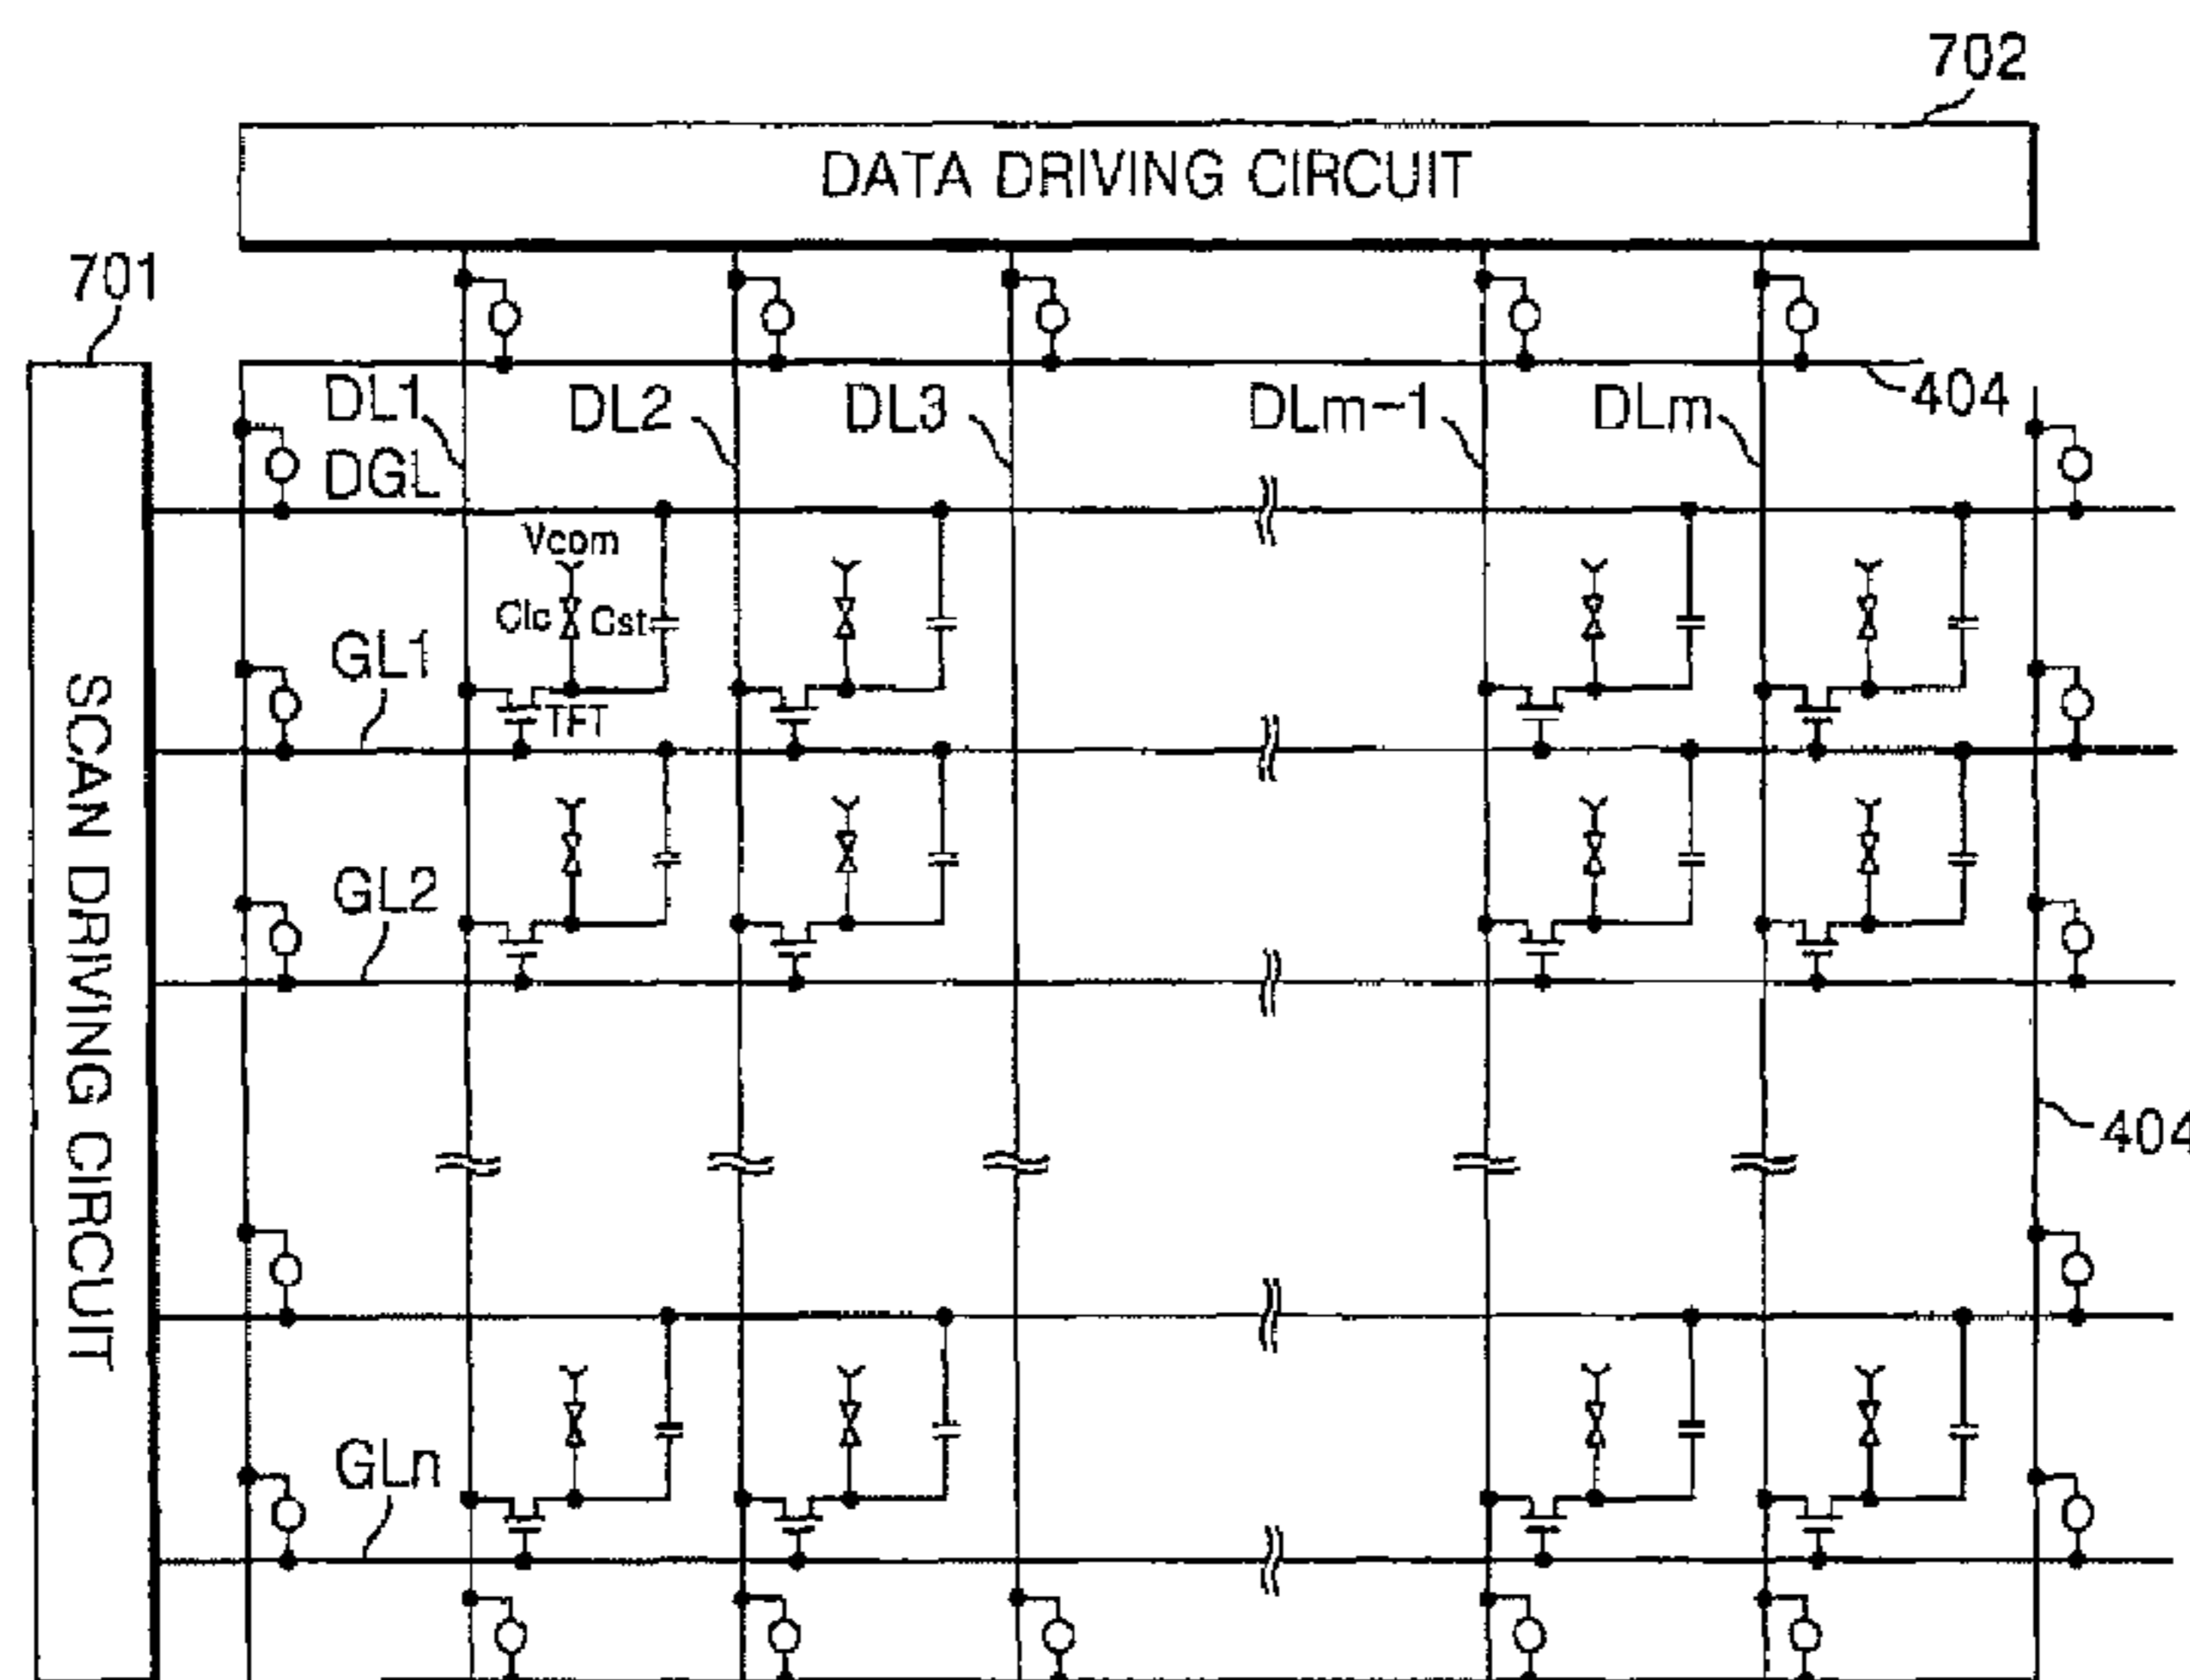 702
DATA DRIVING CIRCUIT
701
DL1
DL2
DL3
DLm-1
DLm
404
DGL
Vcom
Clc
Cst
GL1
TFT
SCAN DRIVING CIRCUIT
GL2
404
GLn